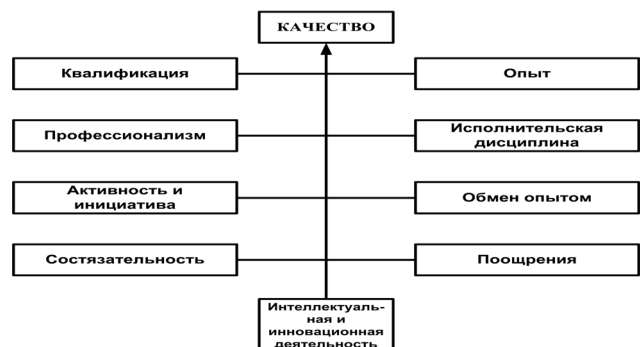 КАЧЕСТВО
Квалификация
Опыт
Профессионализм
Исполнительская
дисциплина
Активность и
инициатива
Обмен опытом
Состязательность
Поощрения
Интеллектуаль-
ная и
инновационная
деятельность